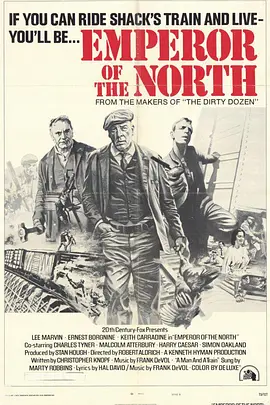 IF YOU CAN RIDE SHACK'S TRAIN AND LIVE-
YOU'LL BE...
EMPEROR
OF THE
NORTH
FROM THE MAKERS OF "THE DIRTY DOZEN"
20th Century-Fox Presents
LEE MARVIN · ERNEST BORGNINE · KEITH CARRADINE in "EMPEROR OF THE NORTH"
Co-starring CHARLES TYNER · MALCOLM ATTERBURY · HARRY CAESAR · SIMON OAKLAND
Produced by STAN HOUGH · Directed by ROBERT ALDRICH · A KENNETH HYMAN PRODUCTION
Written by CHRISTOPHER KNOPF · Music by FRANK DeVOL · "A Man And A Train" Sung by
MARTY ROBBINS · Lyrics by HAL DAVID / Music by FRANK DeVOL · COLOR BY DELUXE